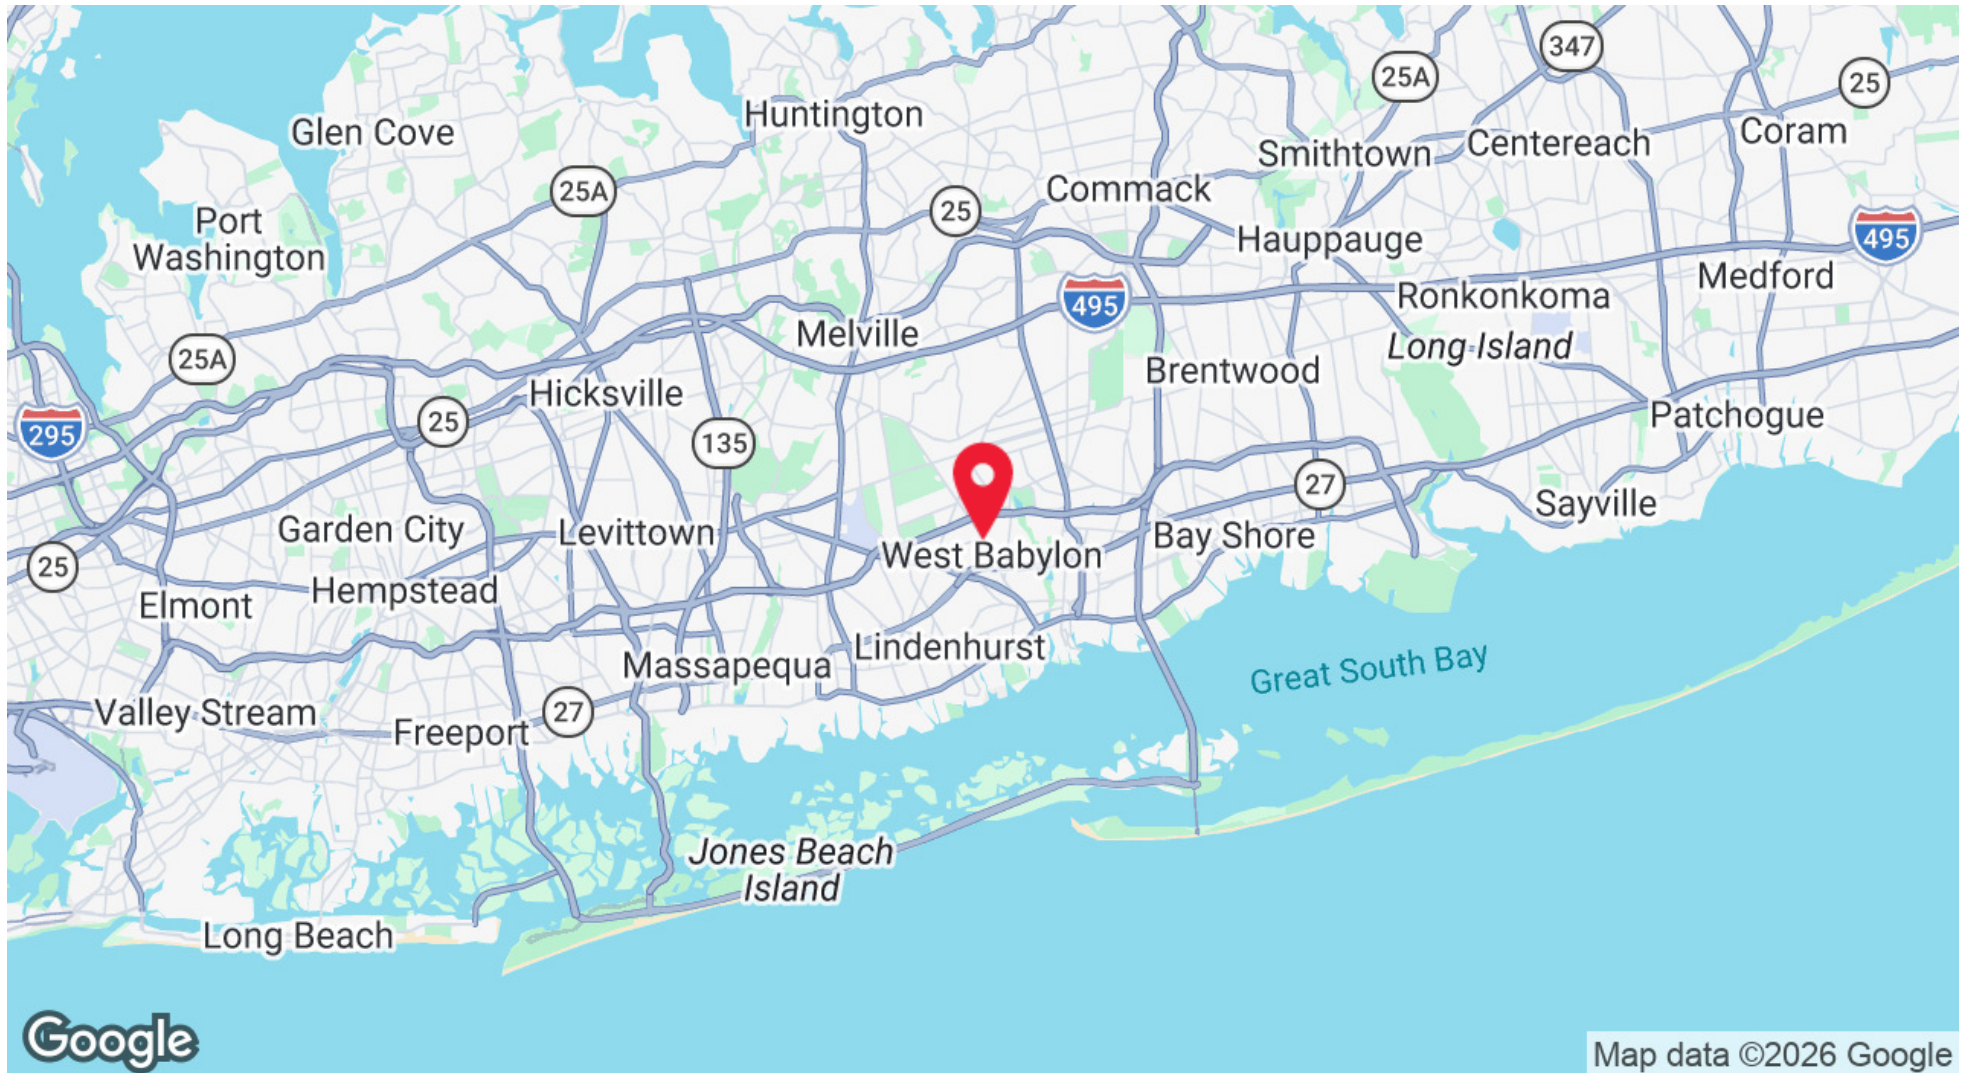 347
25A
25
Huntington
Glen Cove
Coram
Centereach
Smithtown
25A
Commack
25
Port
Washington
Hauppauge
495
Medford
Ronkonkoma
495
Melville
Long Island
25A
Brentwood
Hicksville
Patchogue
25
295
135
27
Sayville
Garden City
Levittown
Bay Shore
West Babylon
25
Hempstead
Elmont
Lindenhurst
Massapequa
Great South Bay
Valley Stream
27
Freeport
Jones Beach
Island
Long Beach
Google
Map data ©2026 Google